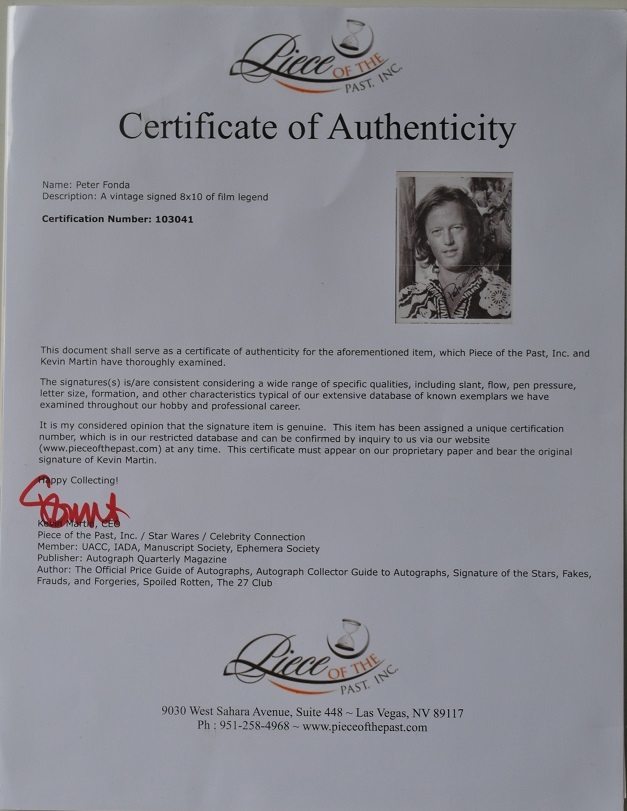 Piece OF THE
PAST, INC.
Certificate of Authenticity
Name: Peter Fonda
Description: A vintage signed 8x10 of film legend
Certification Number: 103041
This document shall serve as a certificate of authenticity for the aforementioned item, which Piece of the Past, Inc. and
Kevin Martin have thoroughly examined.
The signatures(s) is/are consistent considering a wide range of specific qualities, including slant, flow, pen pressure,
letter size, formation, and other characteristics typical of our extensive database of known exemplars we have
examined throughout our hobby and professional career.
It is my considered opinion that the signature item is genuine. This item has been assigned a unique certification
number, which is in our restricted database and can be confirmed by inquiry to us via our website
(www.pieceofthepast.com) at any time. This certificate must appear on our proprietary paper and bear the original
signature of Kevin Martin.
Happy Collecting!
Kevin Martin, CEO
Piece of the Past, Inc. / Star Wares / Celebrity Connection
Member: UACC, IADA, Manuscript Society, Ephemera Society
Publisher: Autograph Quarterly Magazine
Author: The Official Price Guide of Autographs, Autograph Collector Guide to Autographs, Signature of the Stars, Fakes,
Frauds, and Forgeries, Spoiled Rotten, The 27 Club
Piece OF THE
PAST, INC.
9030 West Sahara Avenue, Suite 448 ~ Las Vegas, NV 89117
Ph : 951-258-4968 ~ www.pieceofthepast.com